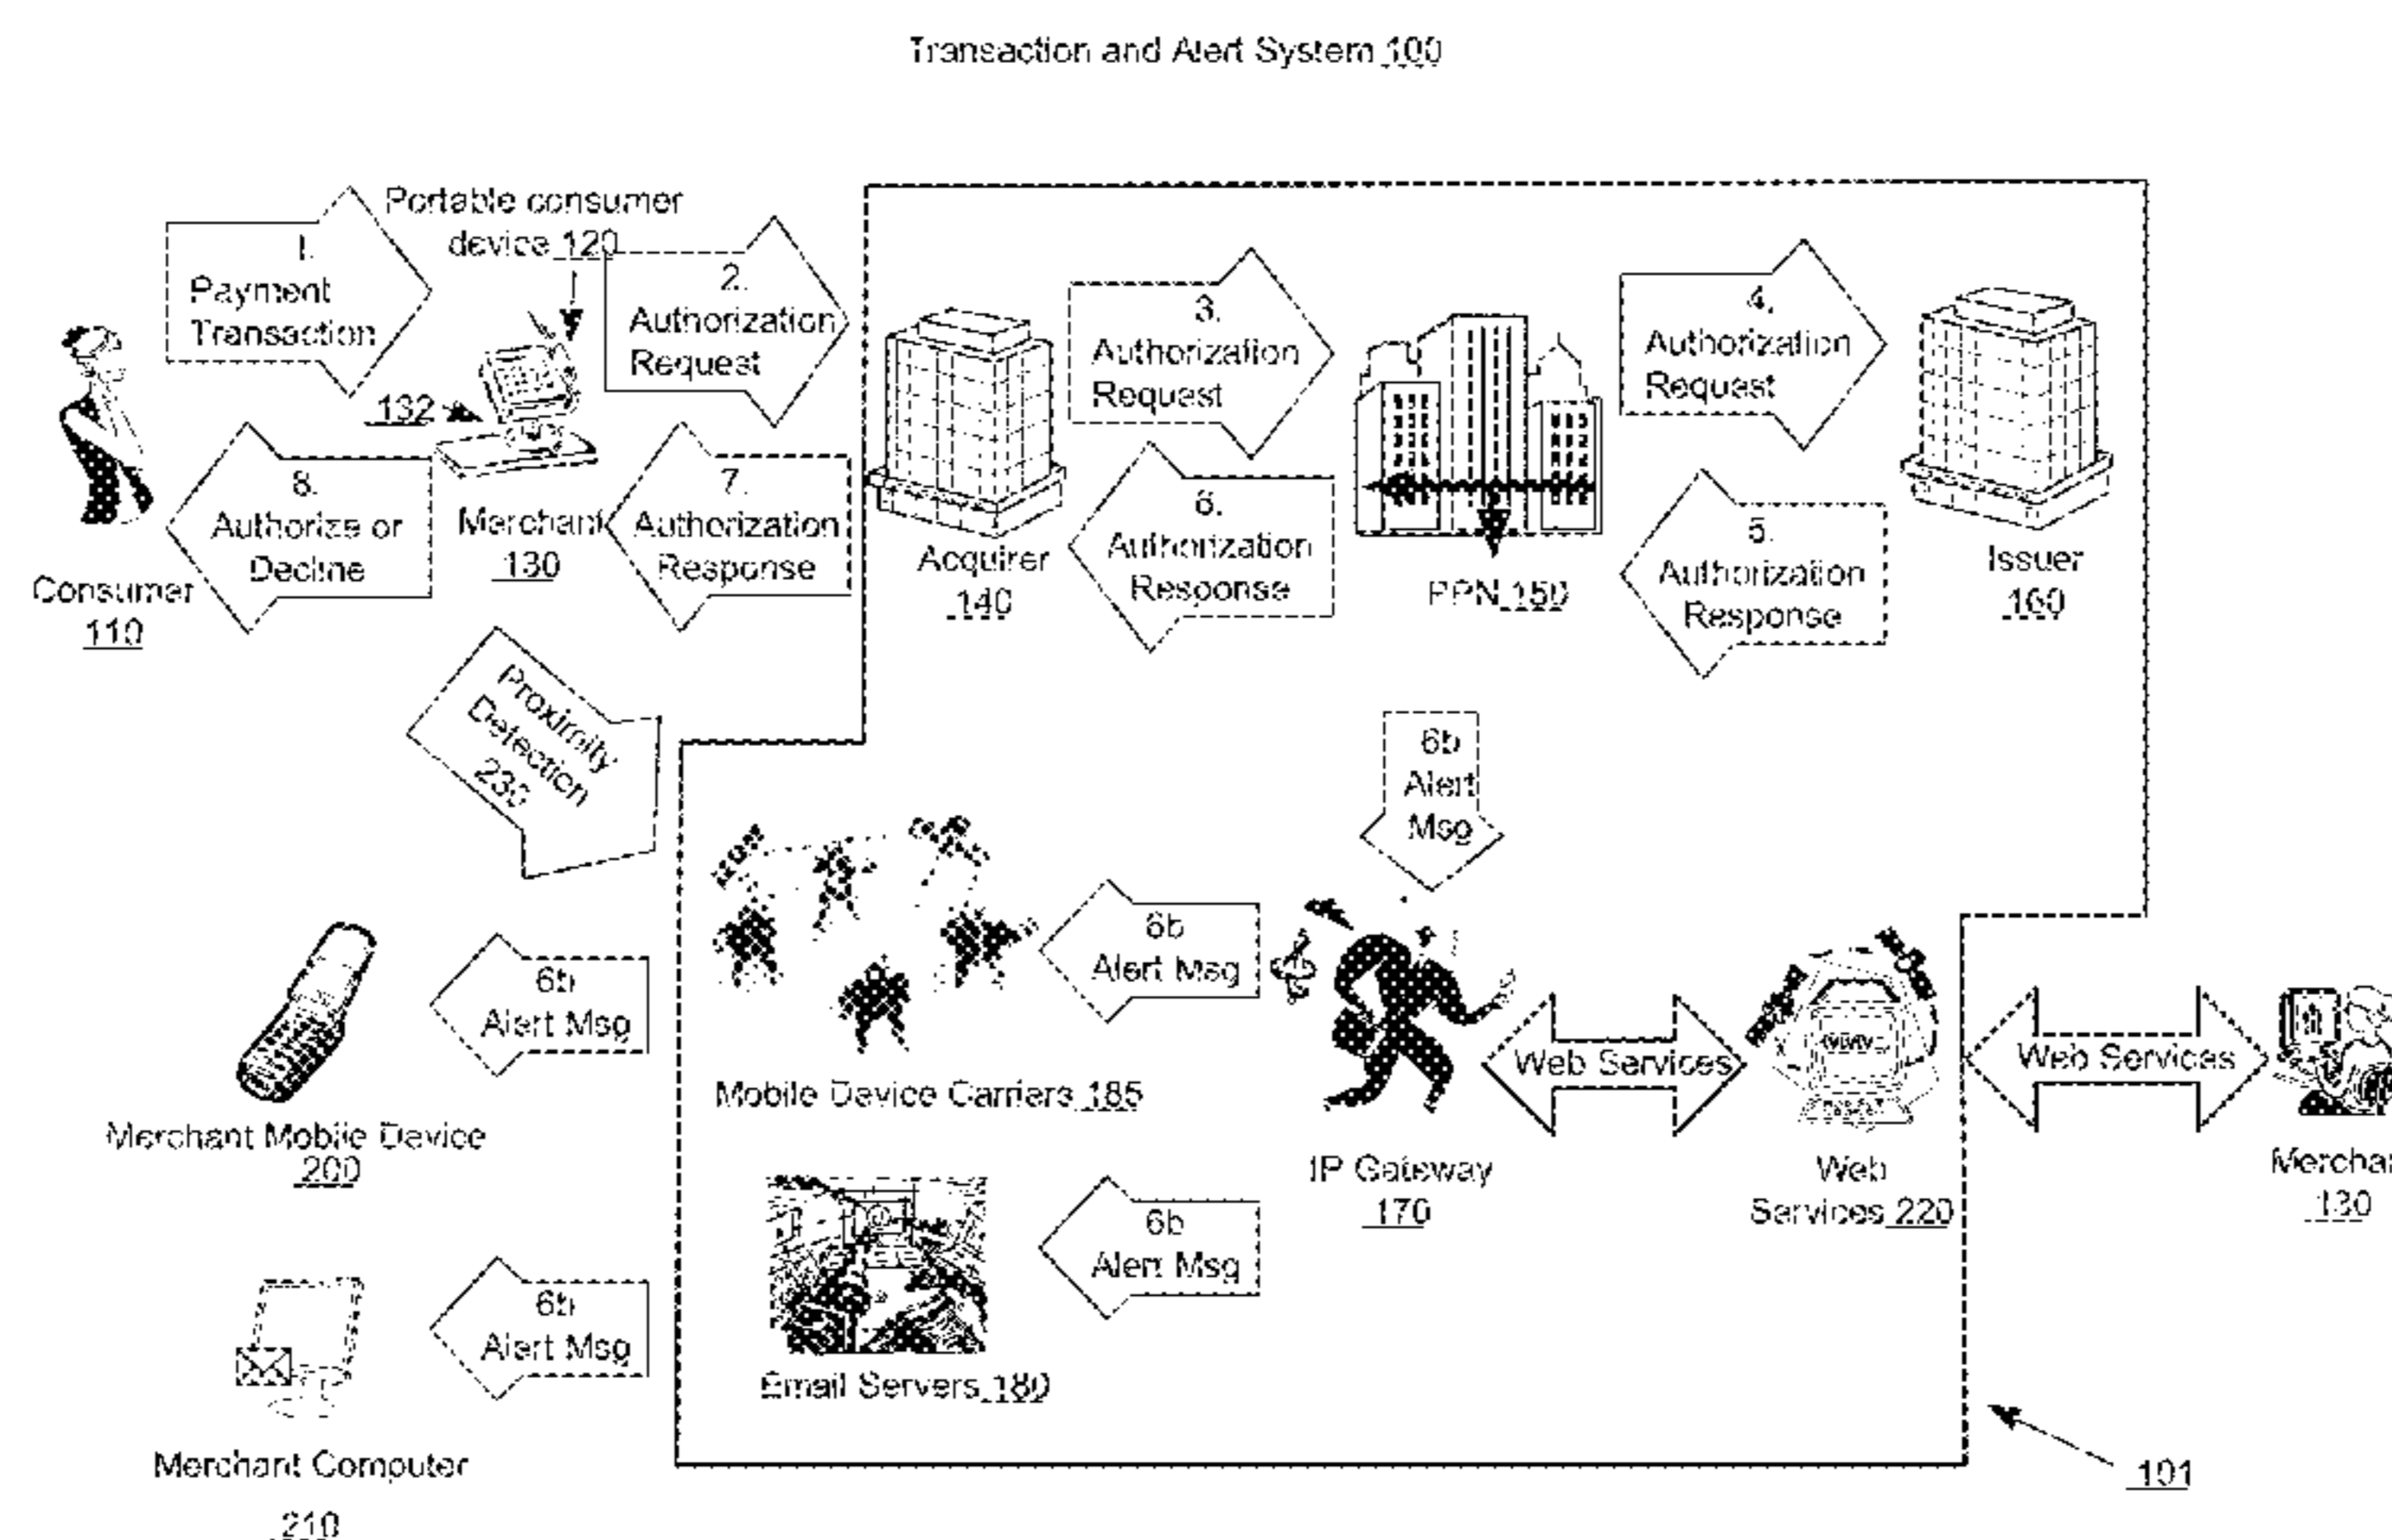 Transaction and Alert System 100
Portable consumer
device 120
1.
Payment
Transaction
2.
Authorization
Request
3.
Authorization
Request
4.
Authorization
Request
132
8.
Authorize or
Decline
Merchant
130
7.
Authorization
Response
Acquirer
140
6.
Authorization
Response
PPN 150
5.
Authorization
Response
Issuer
160
Consumer
110
Proximity
Detection
230
6b
Alert
Msg
6b
Alert Msg
6b
Alert Msg
Mobile Device Carriers 185
Web Services
Web Services
Merchant Mobile Device
200
IP Gateway
170
Web
Services 220
Merchan
130
6b
Alert Msg
6b
Alert Msg
Email Servers 180
Merchant Computer
210
101